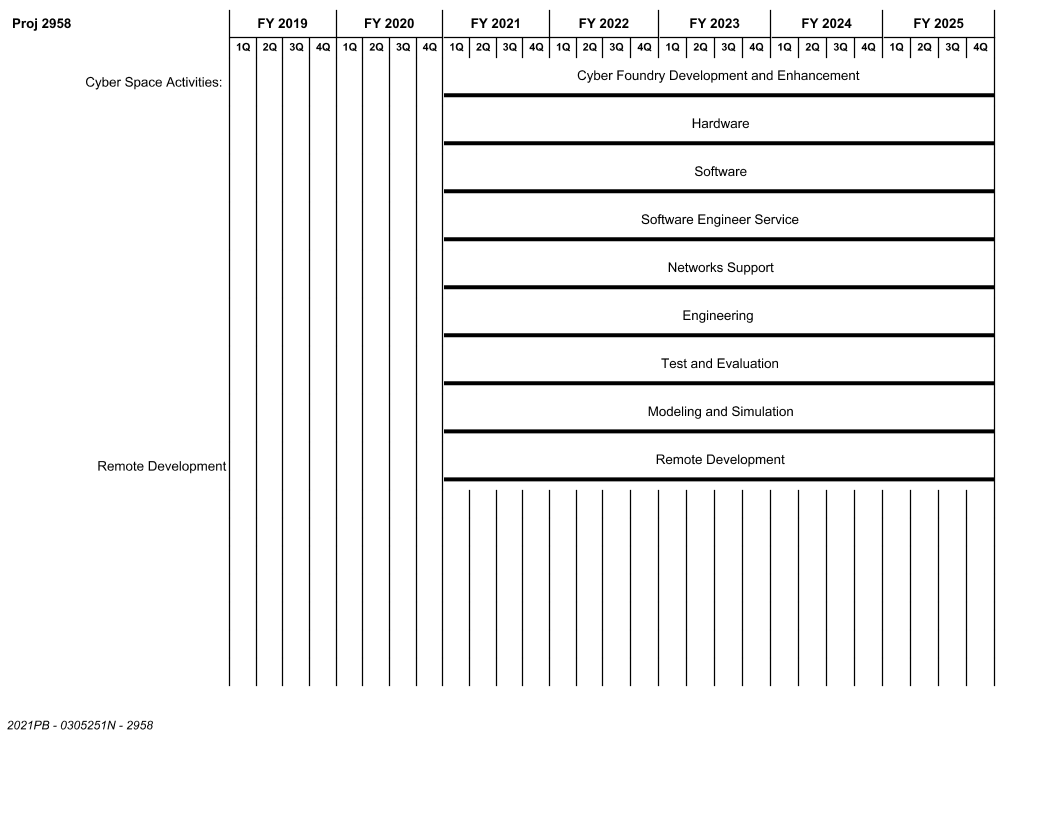 Proj 2958 FY 2019 FY 2020 FY 2021 FY 2022 FY 2023 FY 2024 FY 2025
1Q 2Q 3Q 4Q 1Q 2Q 3Q 4Q 1Q 2Q 3Q 4Q 1Q 2Q 3Q 4Q 1Q 2Q 3Q 4Q 1Q 2Q 3Q 4Q 1Q 2Q 3Q 4Q
Cyber Space Activities: Cyber Foundry Development and Enhancement
Hardware
Software
Software Engineer Service
Networks Support
Engineering
Test and Evaluation
Modeling and Simulation
Remote Development Remote Development
2021PB - 0305251N - 2958